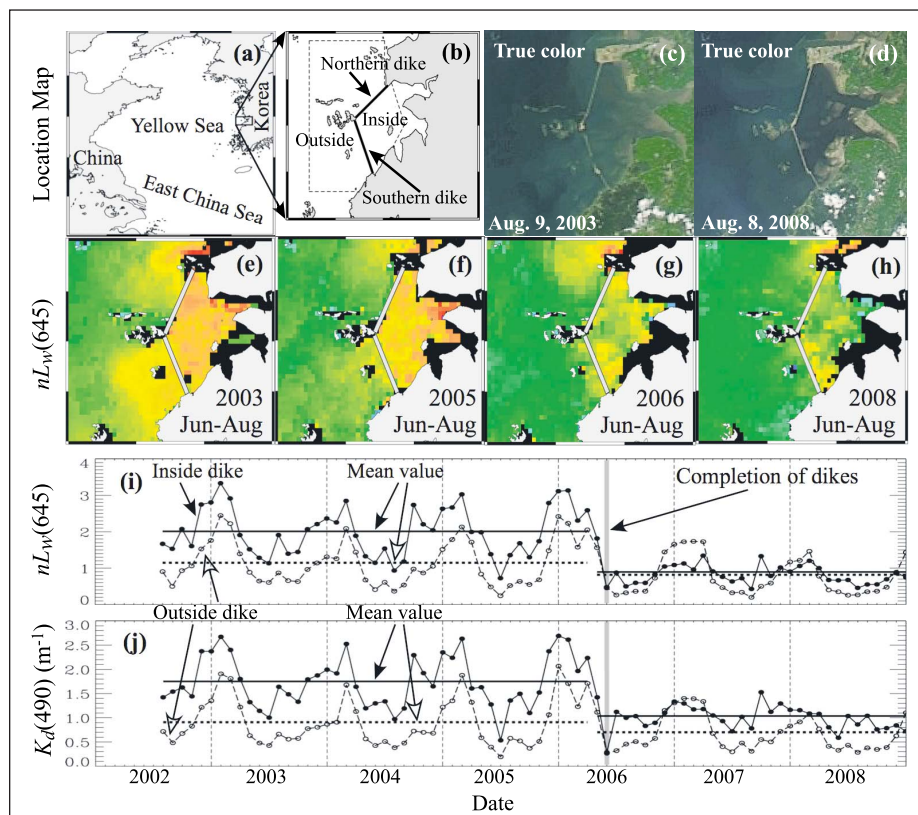 Location Map
(a)
Korea
Yellow Sea
China
East China Sea
(b)
Northern dike
Inside
Outside
Southern dike
True color
(c)
Aug. 9, 2003
True color
(d)
Aug. 8, 2008
nLw(645)
(e)
2003
Jun-Aug
(f)
2005
Jun-Aug
(g)
2006
Jun-Aug
(h)
2008
Jun-Aug
nLw(645)
4
3
2
1
0
(i)
Inside dike
Mean value
Completion of dikes
Outside dike
Mean value
Kd(490) (m-1)
3.0
2.5
2.0
1.5
1.0
0.5
0.0
(j)
2002 2003 2004 2005 2006 2007 2008
Date